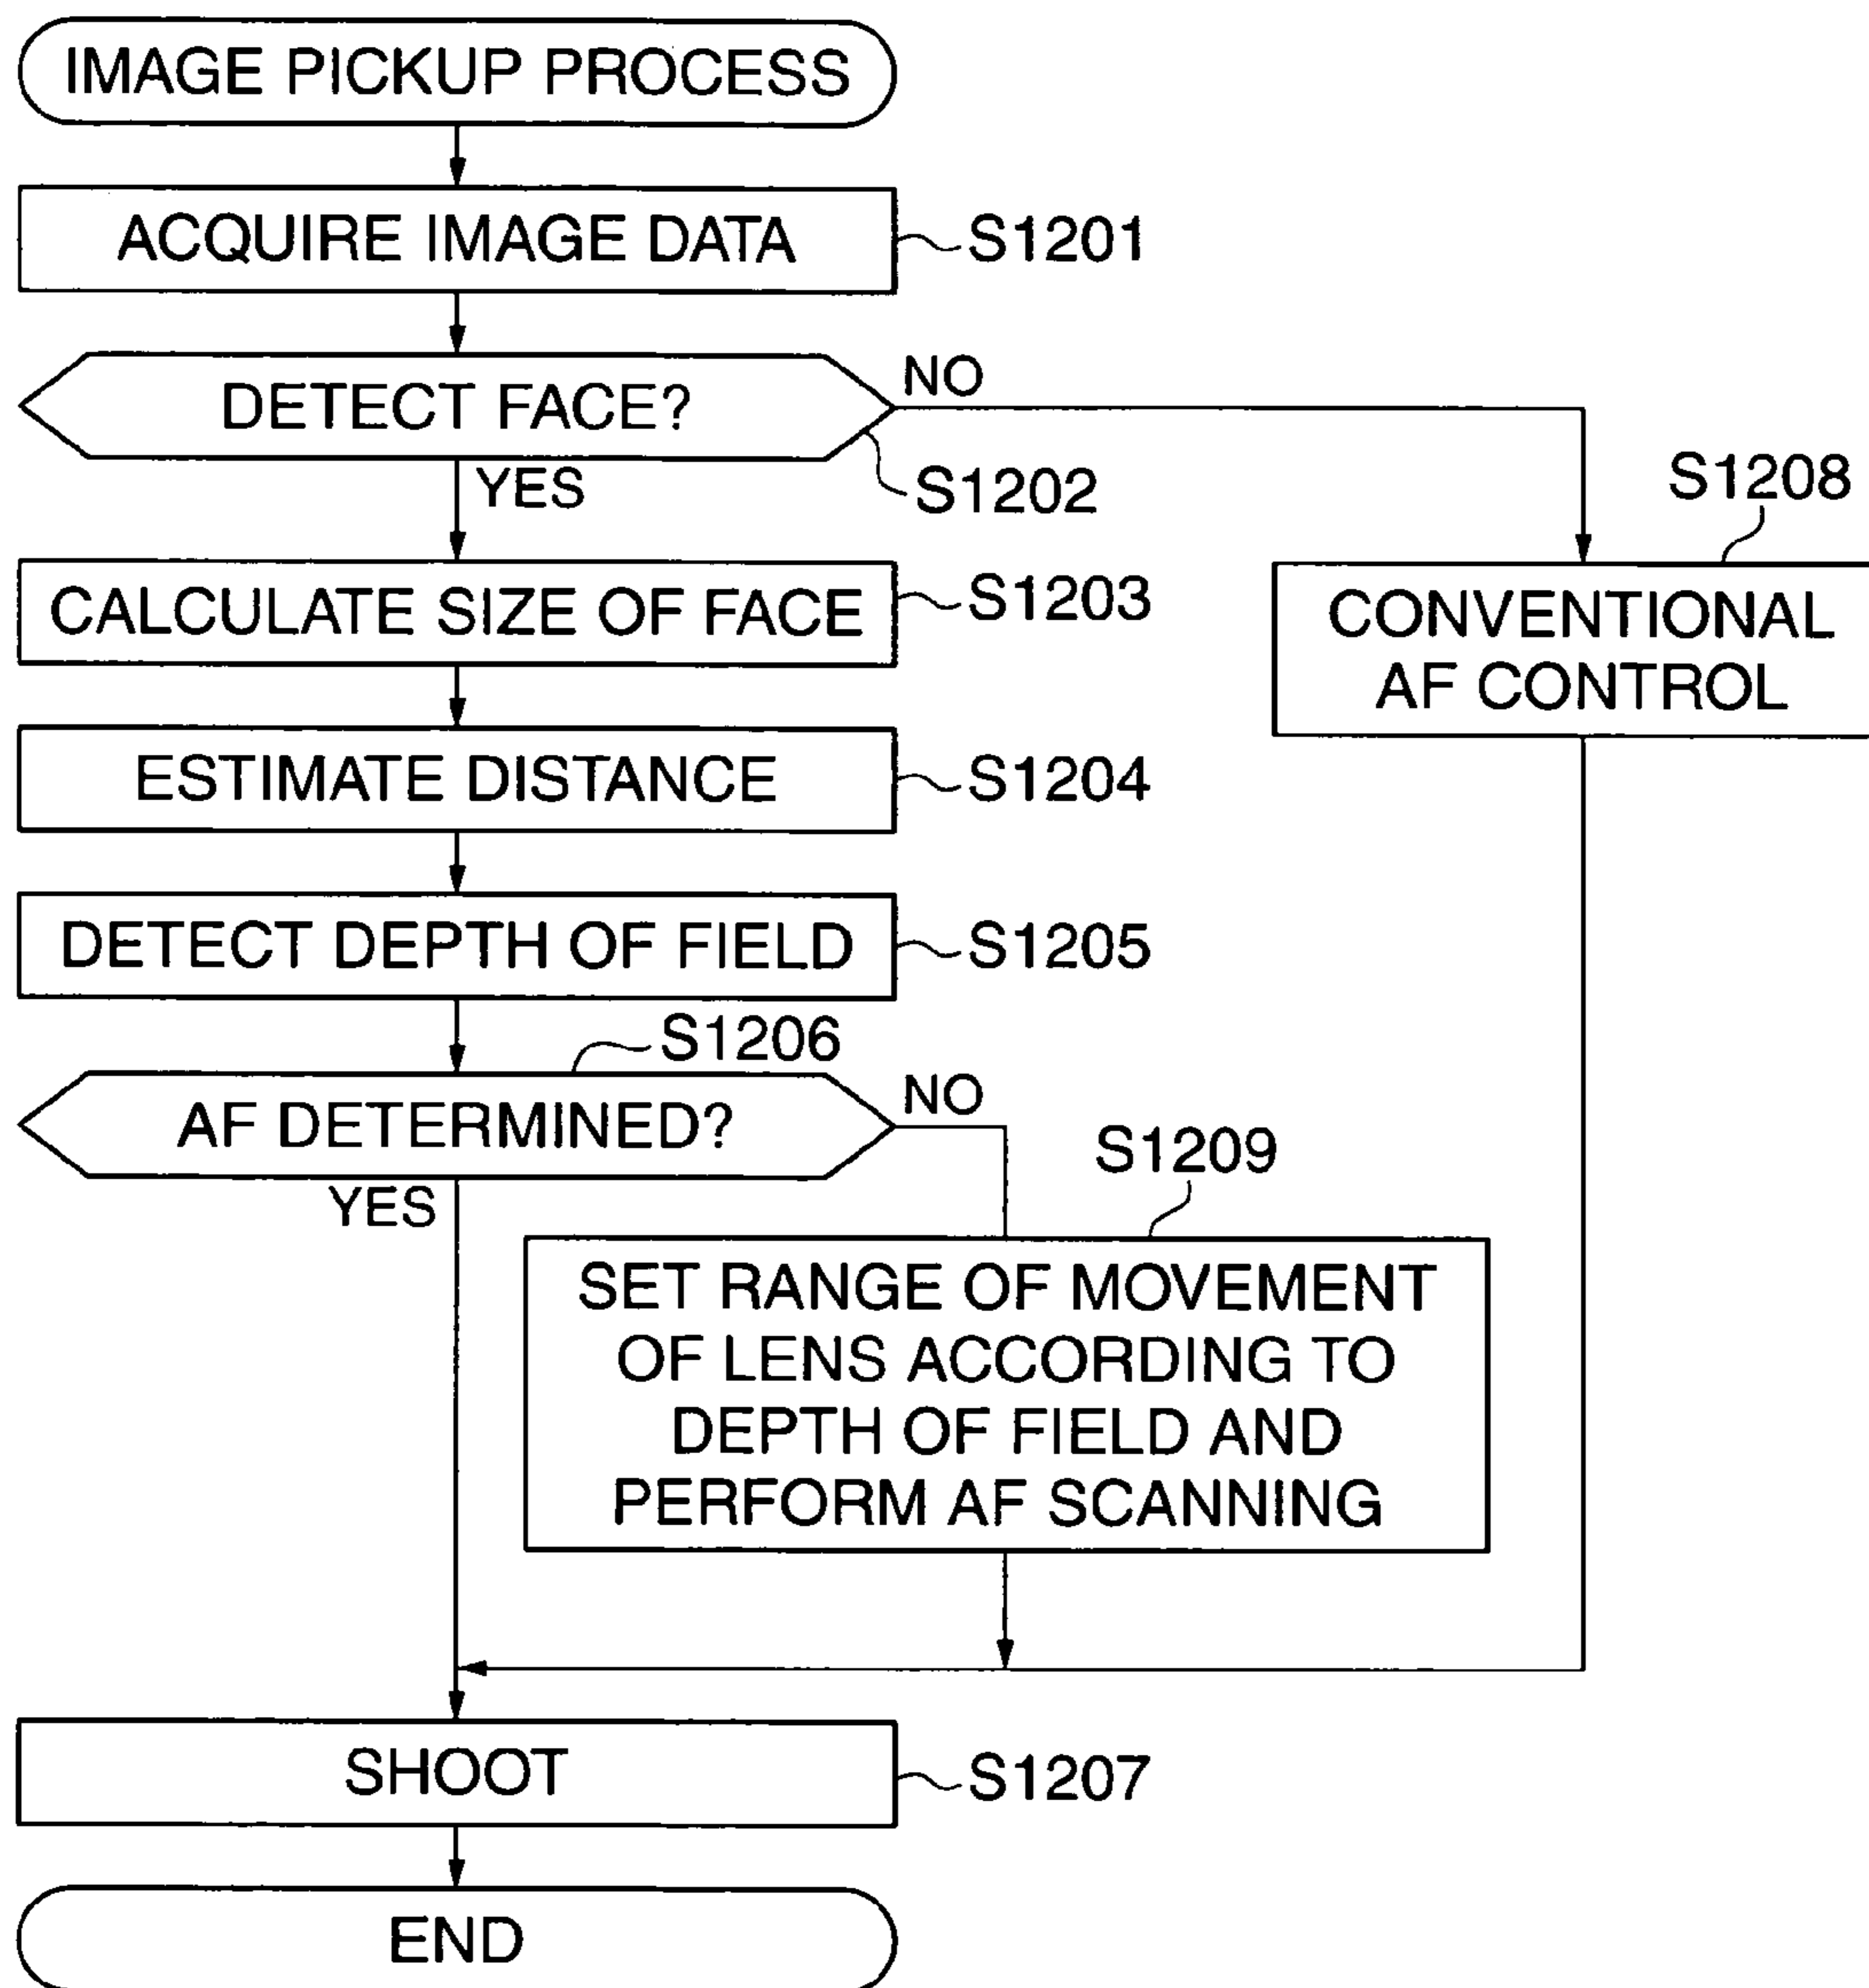 IMAGE PICKUP PROCESS
ACQUIRE IMAGE DATA
S1201
DETECT FACE?
NO
S1202
YES
S1208
CALCULATE SIZE OF FACE
S1203
CONVENTIONAL
AF CONTROL
ESTIMATE DISTANCE
S1204
DETECT DEPTH OF FIELD
S1205
S1206
AF DETERMINED?
NO
YES
S1209
SET RANGE OF MOVEMENT
OF LENS ACCORDING TO
DEPTH OF FIELD AND
PERFORM AF SCANNING
SHOOT
S1207
END